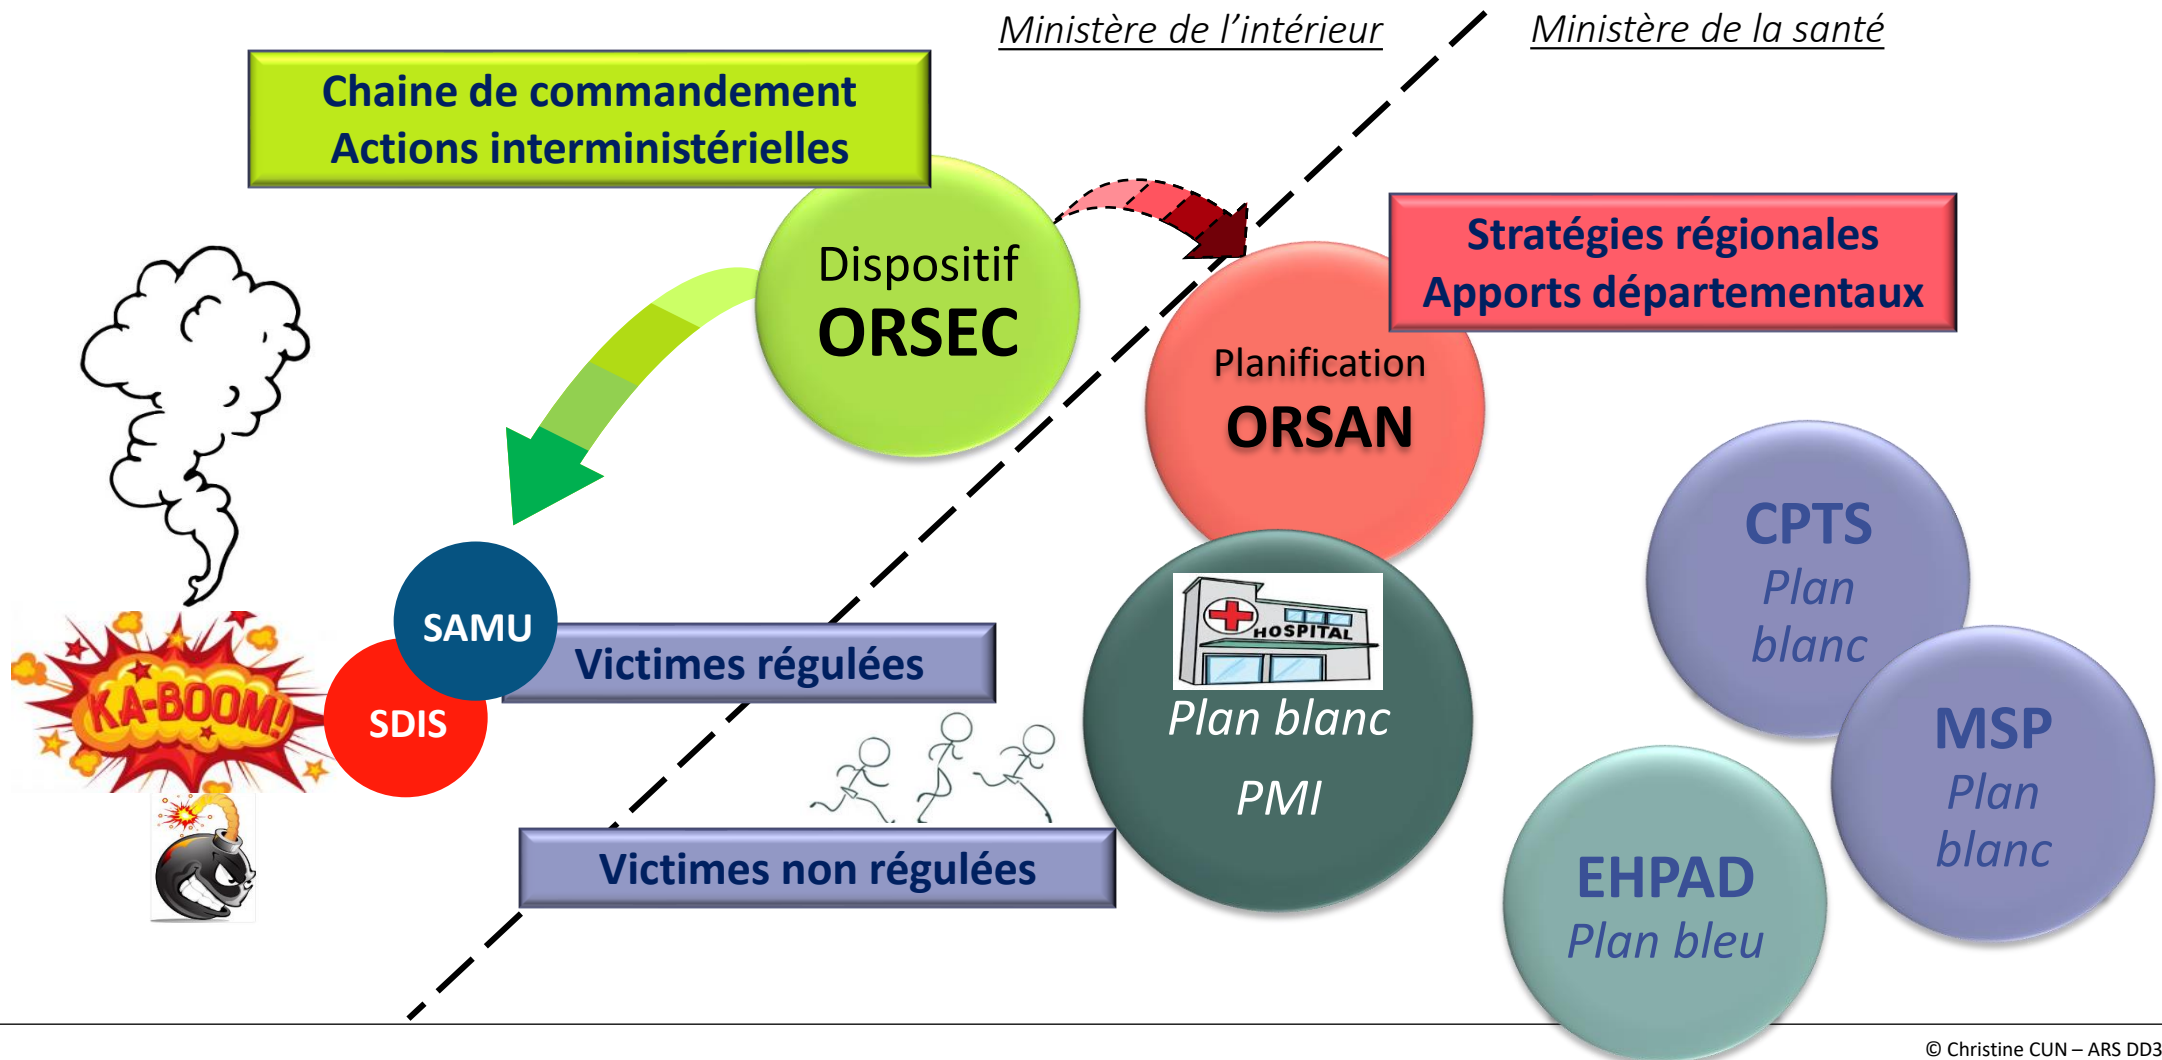 Ministère de l'intérieur
Ministère de la santé
Chaine de commandement
Actions interministérielles
Dispositif
ORSEC
Stratégies régionales
Apports départementaux
Planification
ORSAN
CPTS
Plan
blanc
SAMU
Victimes régulées
HOSPITAL
KA-BOOM!
SDIS
Plan blanc
PMI
MSP
Plan
blanc
Victimes non régulées
EHPAD
Plan bleu
© Christine CUN – ARS DD3